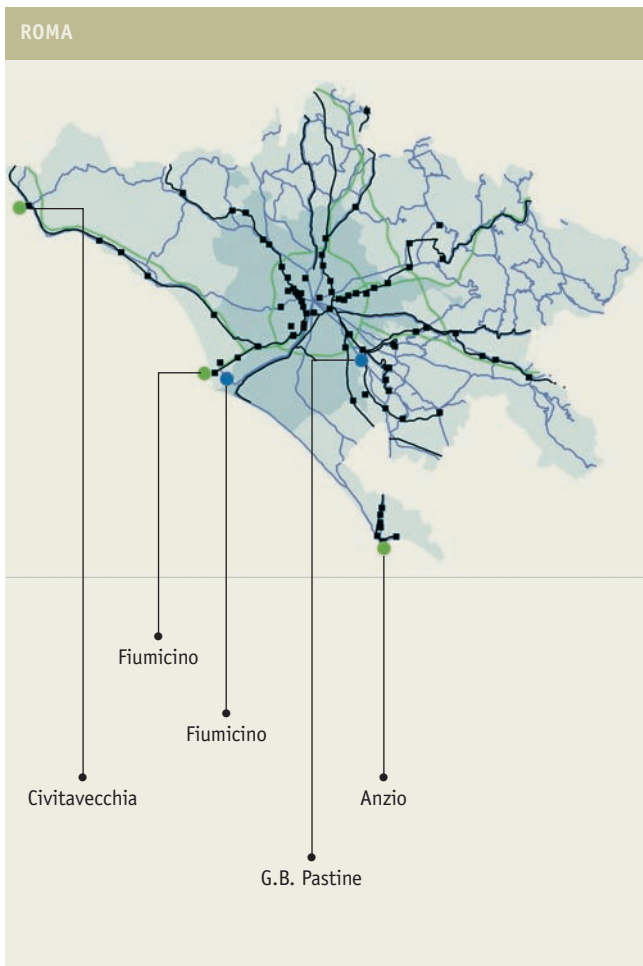 ROMA
Fiumicino
Fiumicino
Civitavecchia
Anzio
G.B. Pastine